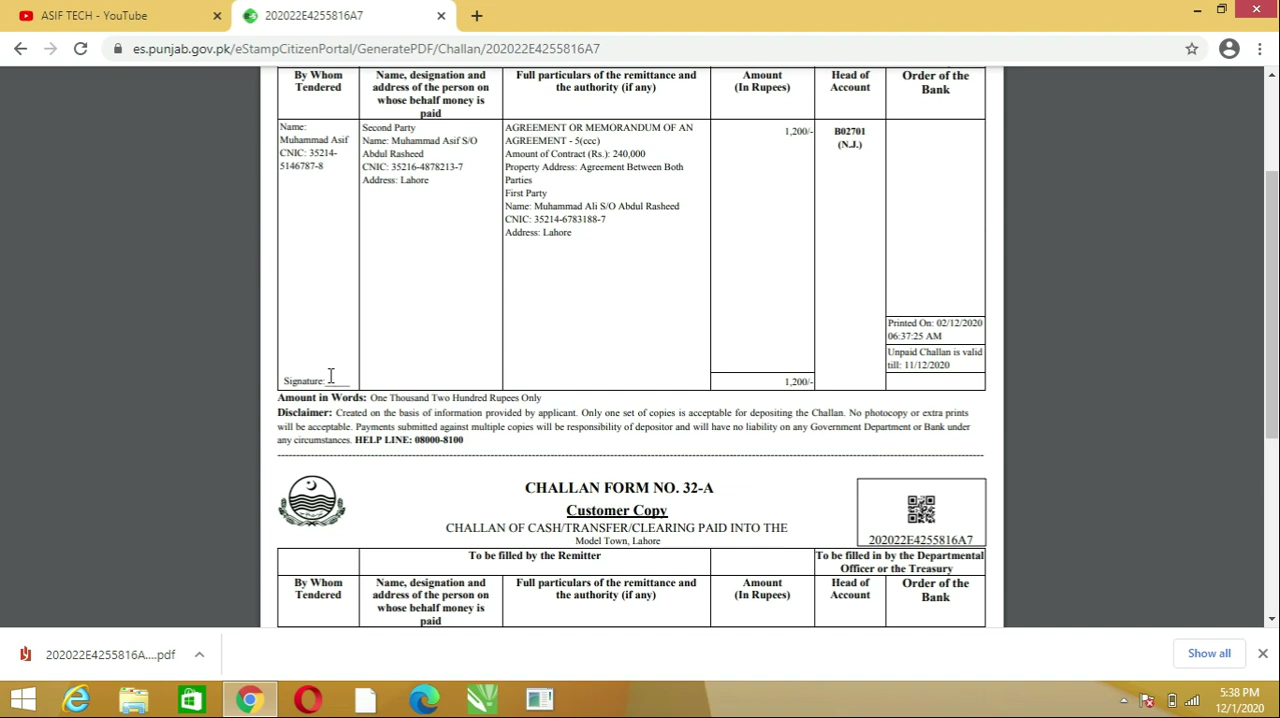 ASIF TECH - YouTube
202022E4255816A7
es.punjab.gov.pk/eStampCitizenPortal/GeneratePDF/Challan/202022E4255816A7
By Whom
Tendered
Name, designation and
address of the person on
whose behalf money is
paid
Full particulars of the remittance and
the authority (if any)
Amount
(In Rupees)
Head of
Account
Order of the
Bank
Name:
Muhammad Asif
CNIC: 35214-
5146787-8
Signature:
Second Party
Name: Muhammad Asif S/O
Abdul Rasheed
CNIC: 35216-4878213-7
Address: Lahore
AGREEMENT OR MEMORANDUM OF AN
AGREEMENT - 5(ccc)
Amount of Contract (Rs.): 240,000
Property Address: Agreement Between Both
Parties
First Party
Name: Muhammad Ali S/O Abdul Rasheed
CNIC: 35214-6783188-7
Address: Lahore
1,200/-
1,200/-
B02701
(N.J.)
Printed On: 02/12/2020
06:37:25 AM
Unpaid Challan is valid
till: 11/12/2020
Amount in Words: One Thousand Two Hundred Rupees Only
Disclaimer: Created on the basis of information provided by applicant. Only one set of copies is acceptable for depositing the Challan. No photocopy or extra prints
will be acceptable. Payments submitted against multiple copies will be responsibility of depositor and will have no liability on any Government Department or Bank under
any circumstances. HELP LINE: 08000-8100
CHALLAN FORM NO. 32-A
Customer Copy
CHALLAN OF CASH/TRANSFER/CLEARING PAID INTO THE
Model Town, Lahore
202022E4255816A7
To be filled by the Remitter
To be filled in by the Departmental
Officer or the Treasury
By Whom
Tendered
Name, designation and
address of the person on
whose behalf money is
paid
Full particulars of the remittance and
the authority (if any)
Amount
(In Rupees)
Head of
Account
Order of the
Bank
202022E4255816A....pdf
Show all
5:38 PM
12/1/2020